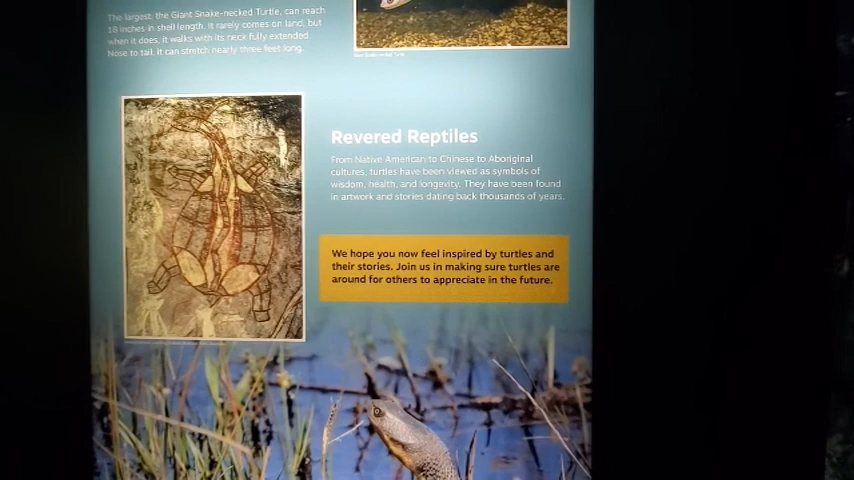 The largest, the Giant Snake-necked Turtle, can reach
18 inches in shell length. It rarely comes on land, but
when it does, it walks with its neck fully extended.
Nose to tail, it can stretch nearly three feet long.
Revered Reptiles
From Native American to Chinese to Aboriginal
cultures, turtles have been viewed as symbols of
wisdom, health, and longevity. They have been found
in artwork and stories dating back thousands of years.
We hope you now feel inspired by turtles and
their stories. Join us in making sure turtles are
around for others to appreciate in the future.